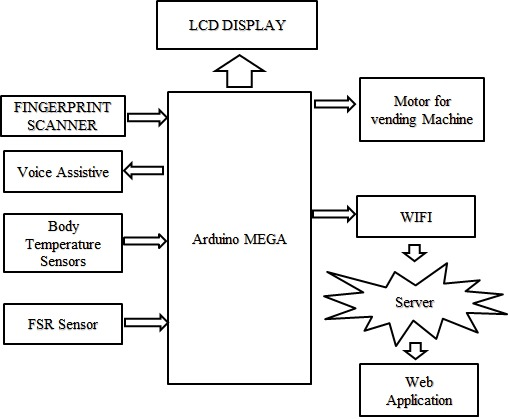 LCD DISPLAY
FINGERPRINT
SCANNER
Motor for
vending Machine
Voice Assistive
Body
Temperature
Sensors
Arduino MEGA
WIFI
FSR Sensor
Server
Web
Application